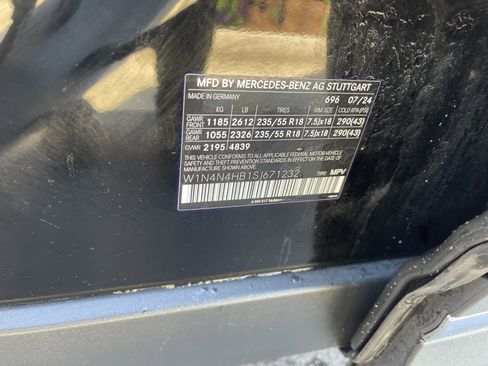 MFD BY MERCEDES-BENZ AG STUTTGART
MADE IN GERMANY 696 07/24
KG LB TIRES RIM SIZE COLD KPA(PSI)
GAWR FRONT 1185 2612 235/55 R18 7.5Jx18 290(43)
GAWR REAR 1055 2326 235/55 R18 7.5Jx18 290(43)
GVWR 2195 4839
THIS VEHICLE CONFORMS TO ALL APPLICABLE FEDERAL MOTOR VEHICLE
SAFETY STANDARDS IN EFFECT ON THE DATE OF
MANUFACTURE SHOWN ABOVE.
W1N4N4HB1SJ671232 TYPE: MPV